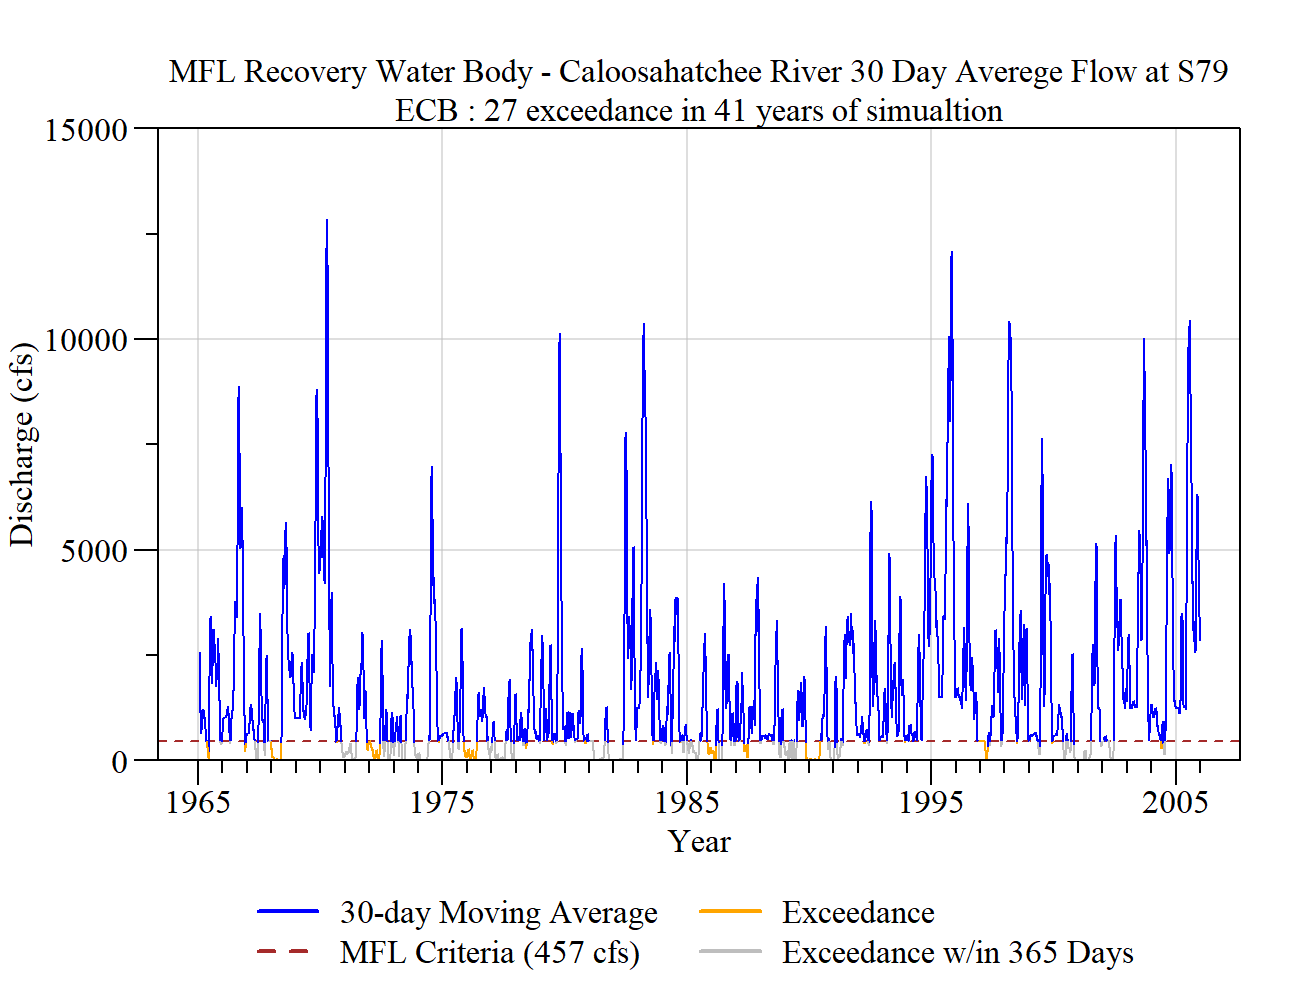 MFL Recovery Water Body - Caloosahatchee River 30 Day Averege Flow at S79
ECB : 27 exceedance in 41 years of simualtion
15000
10000
5000
0
Discharge (cfs)
1965 1975 1985 1995 2005
Year
30-day Moving Average
Exceedance
MFL Criteria (457 cfs)
Exceedance w/in 365 Days